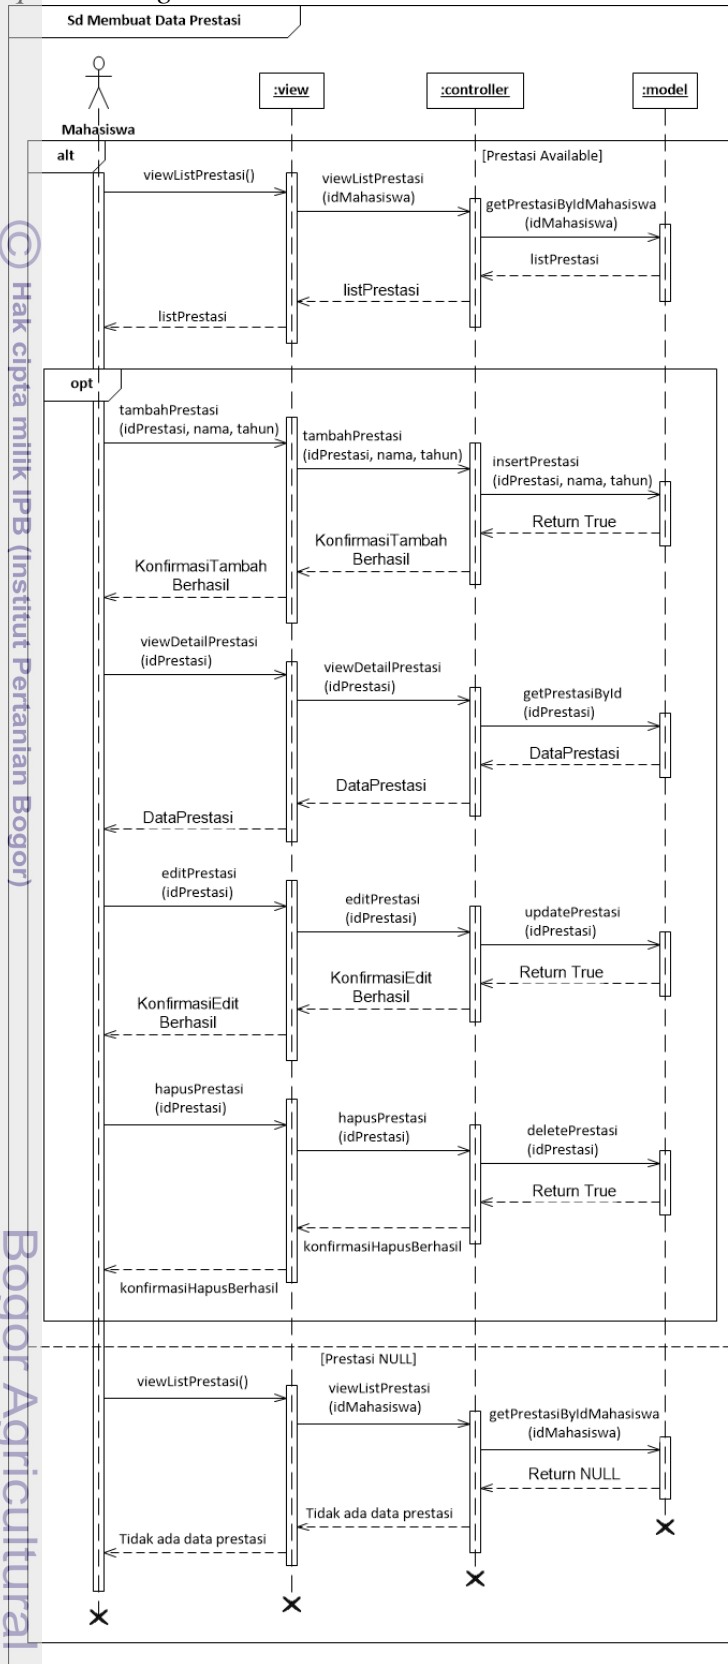 Sd Membuat Data Prestasi
:view
:controller
:model
Mahasiswa
alt
[Prestasi Available]
viewListPrestasi()
viewListPrestasi
(idMahasiswa)
getPrestasiByIdMahasiswa
(idMahasiswa)
listPrestasi
listPrestasi
listPrestasi
opt
tambahPrestasi
(idPrestasi, nama, tahun)
tambahPrestasi
(idPrestasi, nama, tahun)
insertPrestasi
(idPrestasi, nama, tahun)
Return True
KonfirmasiTambah
Berhasil
KonfirmasiTambah
Berhasil
viewDetailPrestasi
(idPrestasi)
viewDetailPrestasi
(idPrestasi)
getPrestasiById
(idPrestasi)
DataPrestasi
DataPrestasi
DataPrestasi
editPrestasi
(idPrestasi)
editPrestasi
(idPrestasi)
updatePrestasi
(idPrestasi)
Return True
KonfirmasiEdit
Berhasil
KonfirmasiEdit
Berhasil
hapusPrestasi
(idPrestasi)
hapusPrestasi
(idPrestasi)
deletePrestasi
(idPrestasi)
Return True
konfirmasiHapusBerhasil
konfirmasiHapusBerhasil
[Prestasi NULL]
viewListPrestasi()
viewListPrestasi
(idMahasiswa)
getPrestasiByIdMahasiswa
(idMahasiswa)
Return NULL
Tidak ada data prestasi
Tidak ada data prestasi
© Hak cipta milik IPB (Institut Pertanian Bogor)
Bogor Agricultural